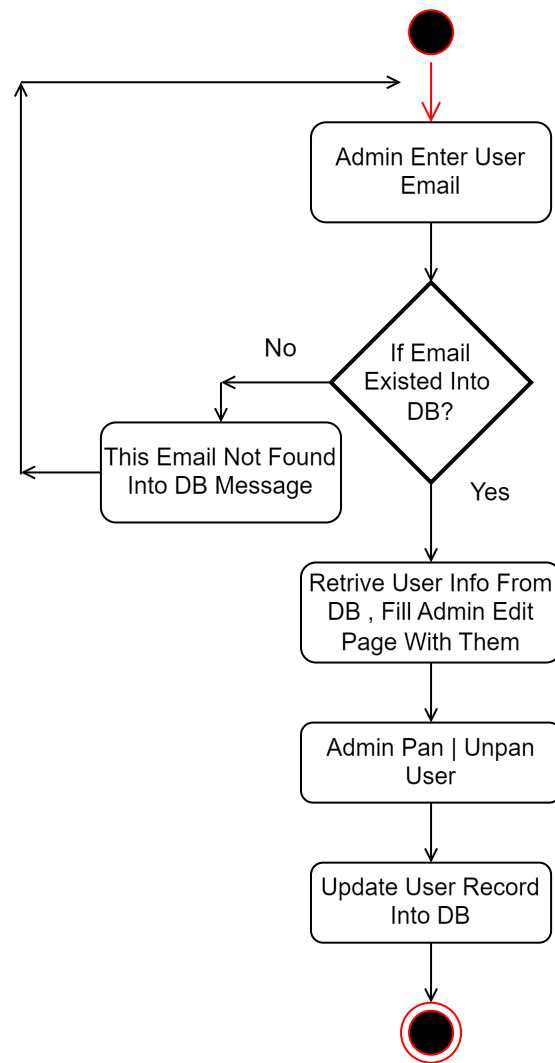 Admin Enter User
Email
No
If Email
Existed Into
DB?
This Email Not Found
Into DB Message
Yes
Retrive User Info From
DB , Fill Admin Edit
Page With Them
Admin Pan | Unpan
User
Update User Record
Into DB